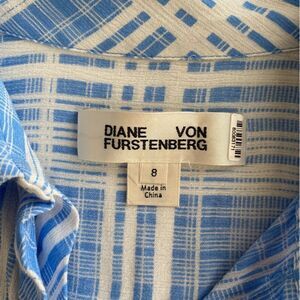 DIANE VON
FURSTENBERG
8
Made in
China